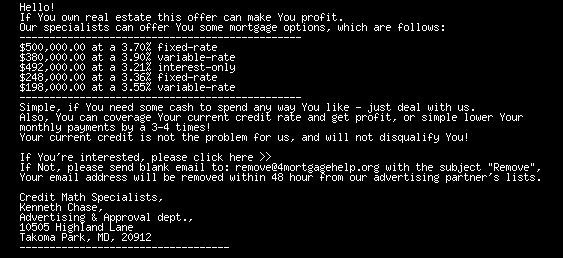 Hello!
If You own real estate this offer can make You profit.
Our specialists can offer You some mortgage options, which are follows:
-----------------------------------------------
$500,000.00 at a 3.70% fixed-rate
$380,000.00 at a 3.90% variable-rate
$492,000.00 at a 3.21% interest-only
$248,000.00 at a 3.36% fixed-rate
$198,000.00 at a 3.55% variable-rate
-----------------------------------------------
Simple, if You need some cash to spend any way You like - just deal with us.
Also, You can coverage Your current credit rate and get profit, or simple lower Your
monthly payments by a 3-4 times!
Your current credit is not the problem for us, and will not disqualify You!
If You're interested, please click here >>
If Not, please send blank email to: remove@4mortgagehelp.org with the subject "Remove",
Your email address will be removed within 48 hour from our advertising partner's lists.
Credit Math Specialists,
Kenneth Chase,
Advertising & Approval dept.,
10505 Highland Lane
Takoma Park, MD, 20912
-----------------------------------